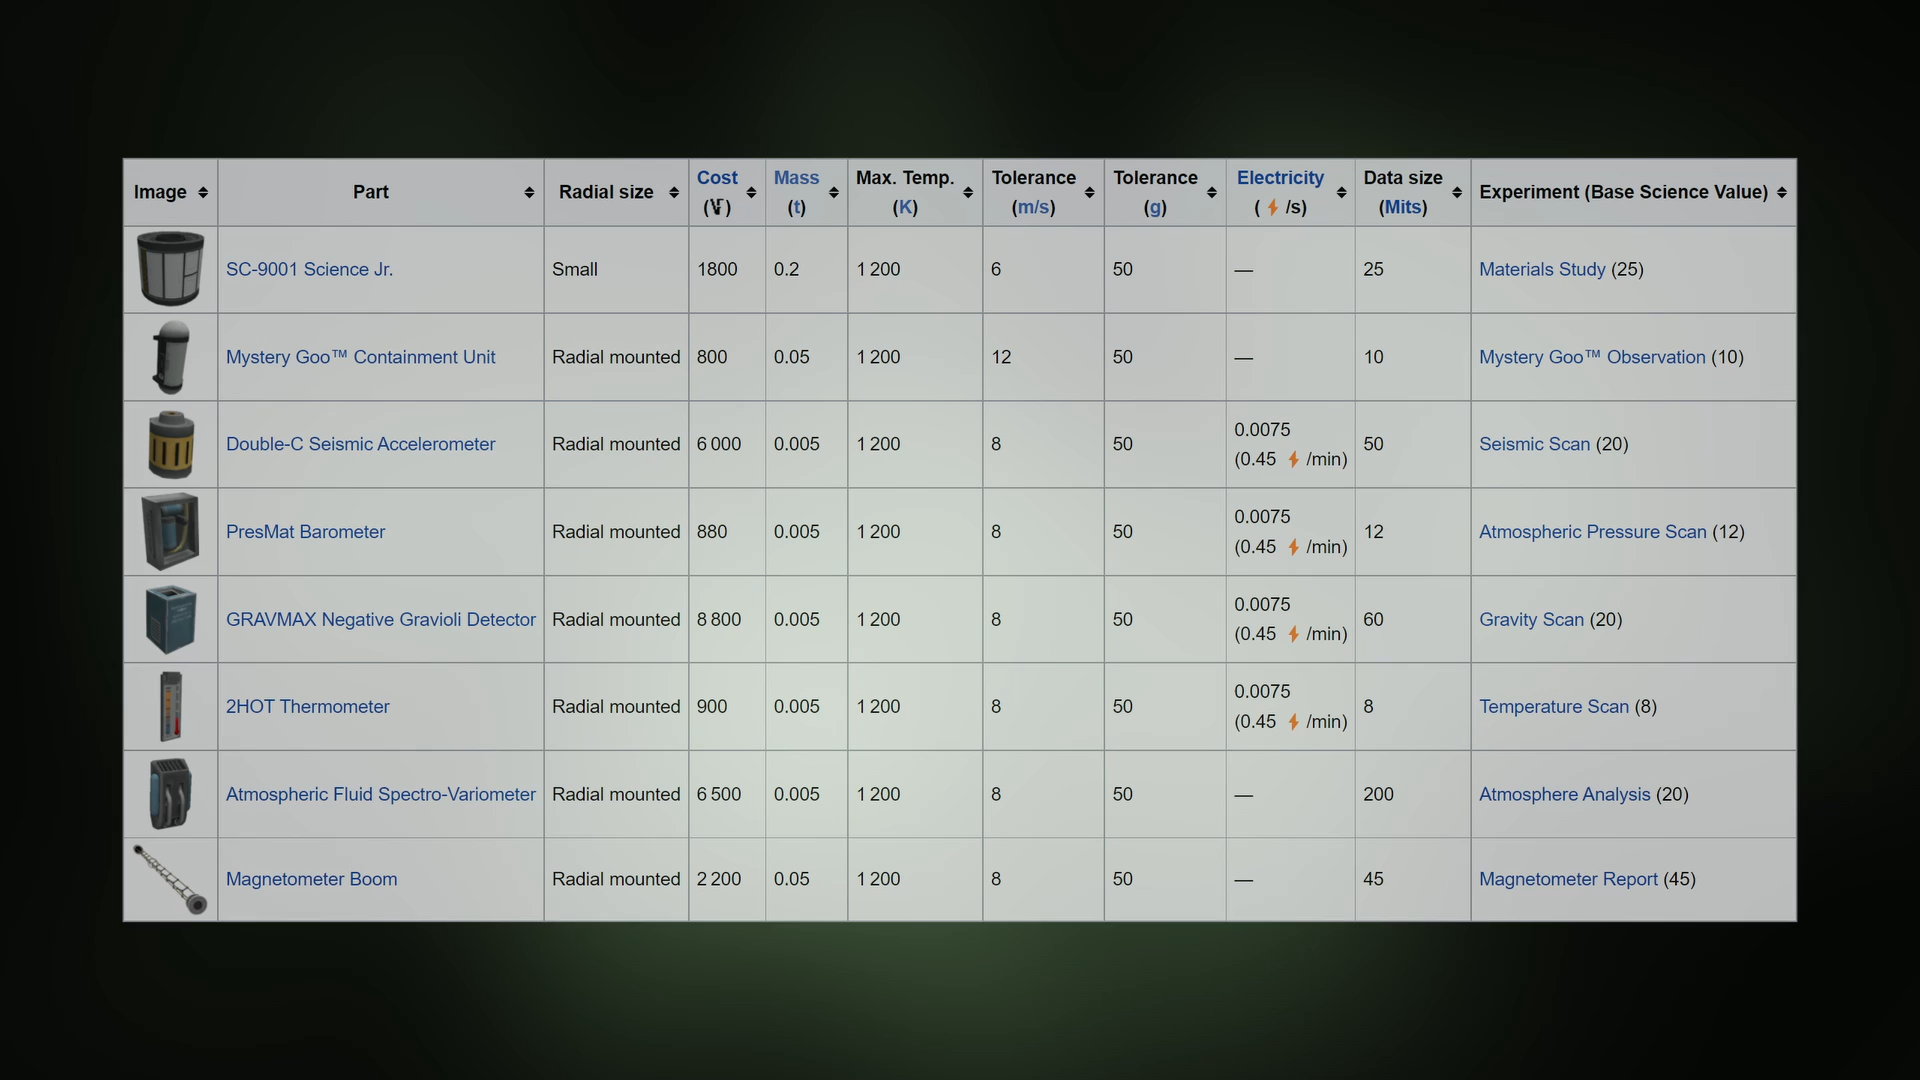 Image Part Radial size Cost (√) Mass (t) Max. Temp. (K) Tolerance (m/s) Tolerance (g) Electricity ( /s) Data size (Mits) Experiment (Base Science Value)
SC-9001 Science Jr. Small 1800 0.2 1 200 6 50 — 25 Materials Study (25)
Mystery Goo™ Containment Unit Radial mounted 800 0.05 1 200 12 50 — 10 Mystery Goo™ Observation (10)
Double-C Seismic Accelerometer Radial mounted 6 000 0.005 1 200 8 50 0.0075 (0.45 /min) 50 Seismic Scan (20)
PresMat Barometer Radial mounted 880 0.005 1 200 8 50 0.0075 (0.45 /min) 12 Atmospheric Pressure Scan (12)
GRAVMAX Negative Gravioli Detector Radial mounted 8 800 0.005 1 200 8 50 0.0075 (0.45 /min) 60 Gravity Scan (20)
2HOT Thermometer Radial mounted 900 0.005 1 200 8 50 0.0075 (0.45 /min) 8 Temperature Scan (8)
Atmospheric Fluid Spectro-Variometer Radial mounted 6 500 0.005 1 200 8 50 — 200 Atmosphere Analysis (20)
Magnetometer Boom Radial mounted 2 200 0.05 1 200 8 50 — 45 Magnetometer Report (45)